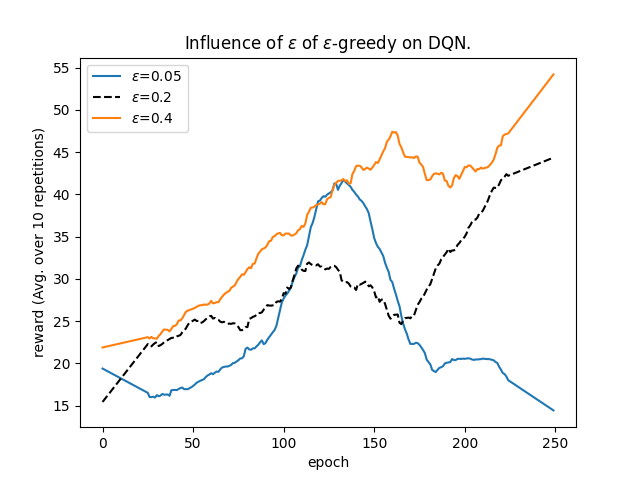 Influence of ε of ε-greedy on DQN.
ε=0.05
ε=0.2
ε=0.4
reward (Avg. over 10 repetitions)
55
50
45
40
35
30
25
20
15
0 50 100 150 200 250
epoch